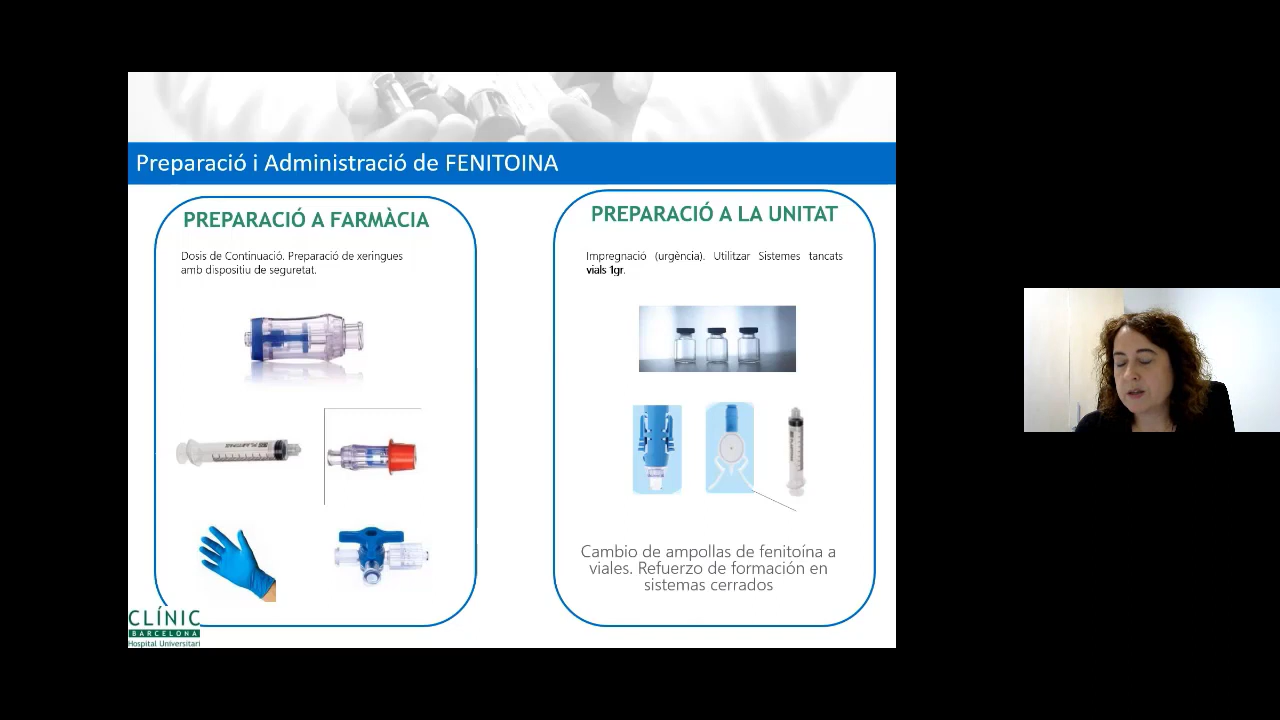 Preparació i Administració de FENITOINA
PREPARACIÓ A FARMÀCIA
Dosis de Continuació. Preparació de xeringues
amb dispositiu de seguretat.
PREPARACIÓ A LA UNITAT
Impregnació (urgència). Utilitzar Sistemes tancats
vials 1gr.
Cambio de ampollas de fenitoína a
viales. Refuerzo de formación en
sistemas cerrados
CLÍNIC
BARCELONA
Hospital Universitari